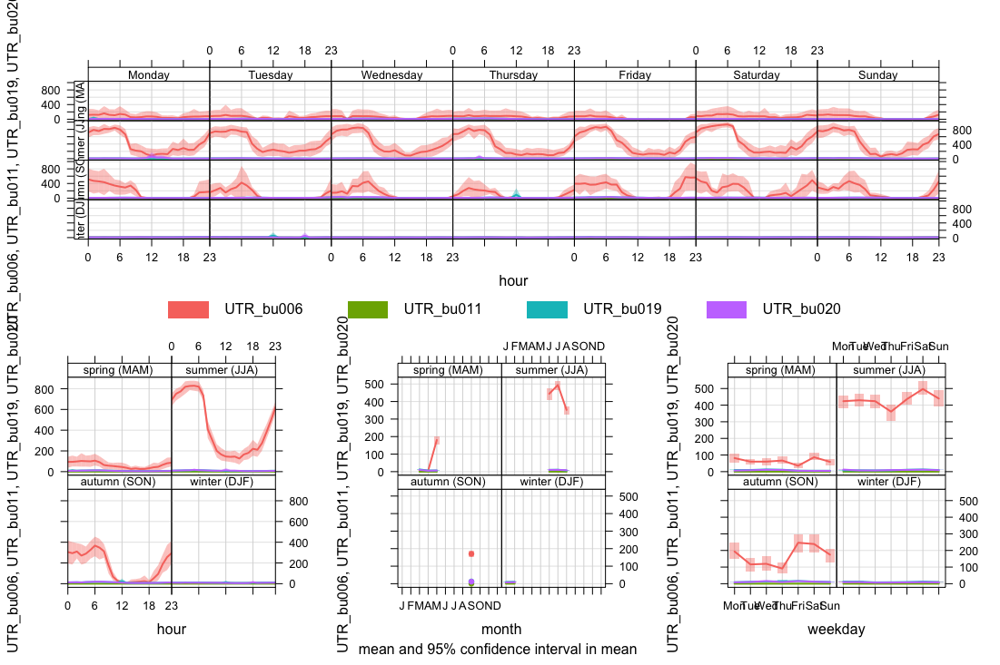 0 6 12 18 23 0 6 12 18 23 0 6 12 18 23
Monday Tuesday Wednesday Thursday Friday Saturday Sunday
800
400
0
800
400
0
800
400
0
800
400
0
0 6 12 18 23 0 6 12 18 23 0 6 12 18 23 0 6 12 18 23
hour
UTR_bu006 UTR_bu011 UTR_bu019 UTR_bu020
UTR_bu006, UTR_bu011, UTR_bu019, UTR_bu020
0 6 12 18 23
spring (MAM) summer (JJA)
800
600
400
200
0
autumn (SON) winter (DJF)
800
600
400
200
0
0 6 12 18 23
hour
UTR_bu006, UTR_bu011, UTR_bu019, UTR_bu020
J F M A M J J A S O N D
spring (MAM) summer (JJA)
500
400
300
200
100
0
autumn (SON) winter (DJF)
500
400
300
200
100
0
J F M A M J J A S O N D
month
mean and 95% confidence interval in mean
UTR_bu006, UTR_bu011, UTR_bu019, UTR_bu020
Mon Tue Wed Thu Fri Sat Sun
spring (MAM) summer (JJA)
500
400
300
200
100
0
autumn (SON) winter (DJF)
500
400
300
200
100
0
Mon Tue Wed Thu Fri Sat Sun
weekday